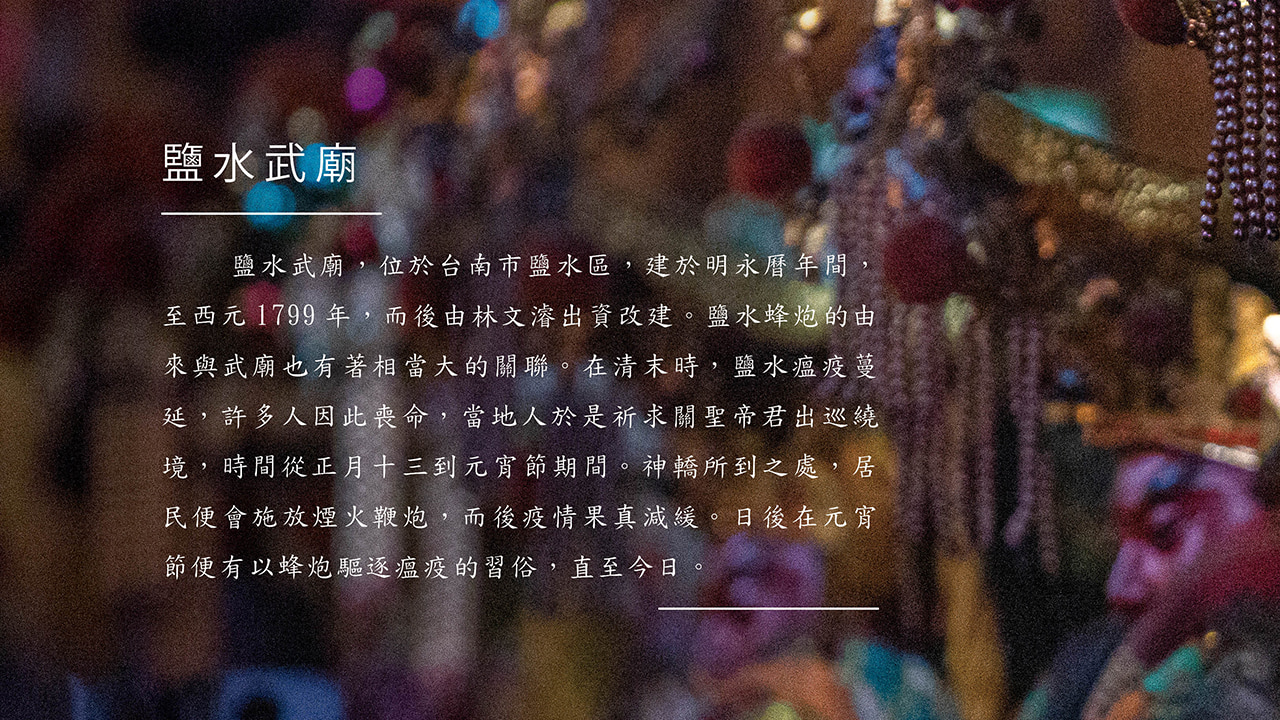 鹽水武廟
鹽水武廟，位於台南市鹽水區，建於明永曆年間，
至西元 1799 年，而後由林文濬出資改建。鹽水蜂炮的由
來與武廟也有著相當大的關聯。在清末時，鹽水瘟疫蔓
延，許多人因此喪命，當地人於是祈求關聖帝君出巡繞
境，時間從正月十三到元宵節期間。神轎所到之處，居
民便會施放煙火鞭炮，而後疫情果真減緩。日後在元宵
節便有以蜂炮驅逐瘟疫的習俗，直至今日。